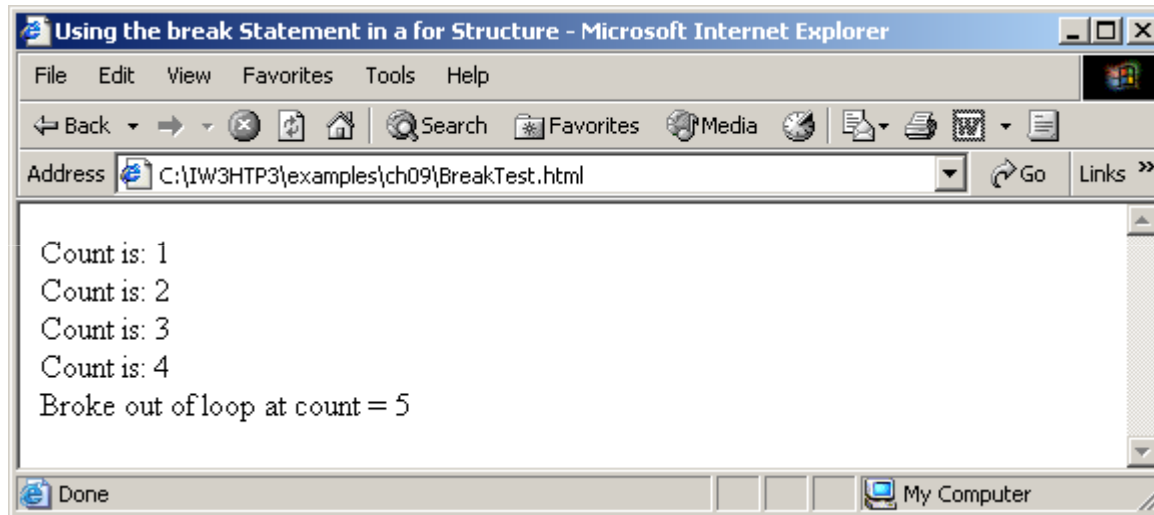 Using the break Statement in a for Structure - Microsoft Internet Explorer
File Edit View Favorites Tools Help
Back Search Favorites Media W
Address C:\IW3HTP3\examples\ch09\BreakTest.html Go Links »
Count is: 1
Count is: 2
Count is: 3
Count is: 4
Broke out of loop at count = 5
Done My Computer